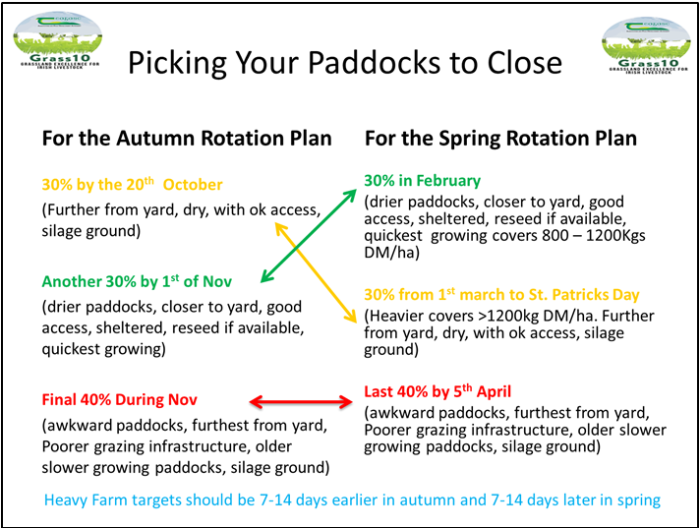 Grass10
GRASSLAND EXCELLENCE FOR
IRISH LIVESTOCK
Picking Your Paddocks to Close
Grass10
GRASSLAND EXCELLENCE FOR
IRISH LIVESTOCK
For the Autumn Rotation Plan
30% by the 20th October
(Further from yard, dry, with ok access,
silage ground)
Another 30% by 1st of Nov
(drier paddocks, closer to yard, good
access, sheltered, reseed if available,
quickest growing)
Final 40% During Nov
(awkward paddocks, furthest from yard,
Poorer grazing infrastructure, older
slower growing paddocks, silage ground)
For the Spring Rotation Plan
30% in February
(drier paddocks, closer to yard, good
access, sheltered, reseed if available,
quickest growing covers 800 – 1200Kgs
DM/ha)
30% from 1st march to St. Patricks Day
(Heavier covers >1200kg DM/ha. Further
from yard, dry, with ok access, silage
ground)
Last 40% by 5th April
(awkward paddocks, furthest from yard,
Poorer grazing infrastructure, older slower
growing paddocks, silage ground)
Heavy Farm targets should be 7-14 days earlier in autumn and 7-14 days later in spring